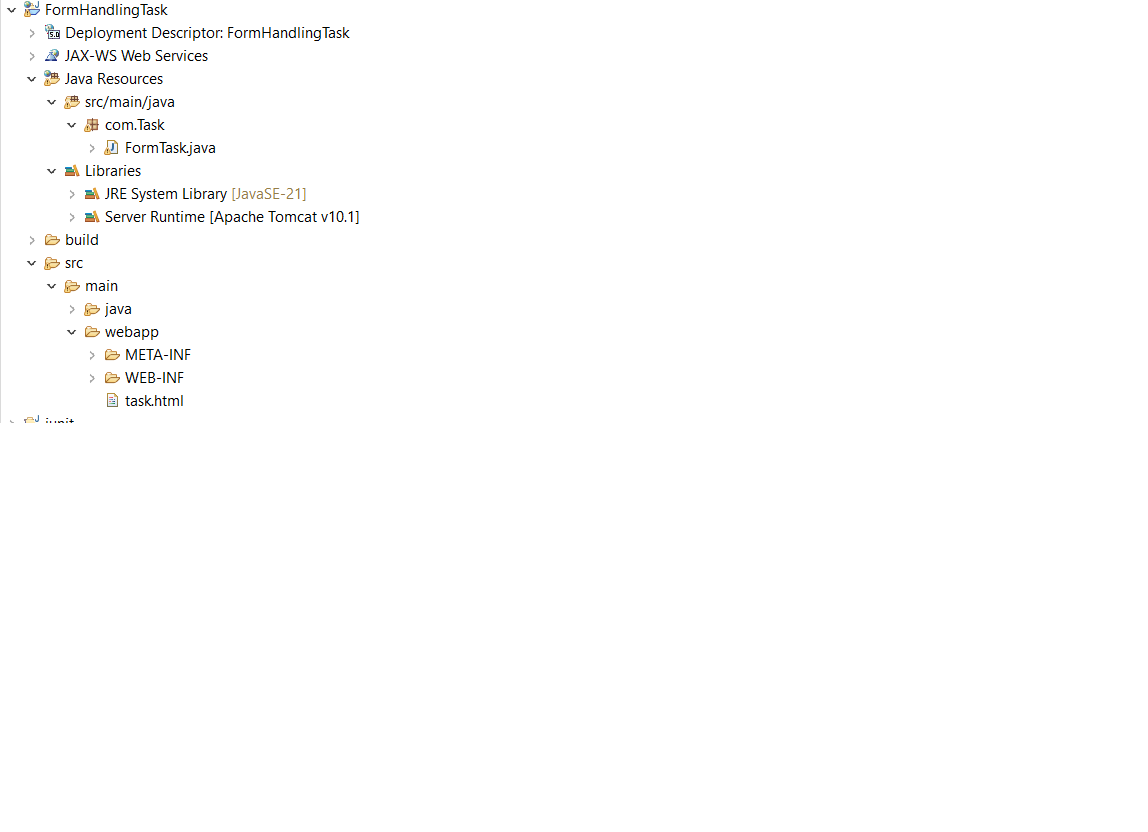 FormHandlingTask
5.0 Deployment Descriptor: FormHandlingTask
JAX-WS Web Services
Java Resources
src/main/java
com.Task
J FormTask.java
Libraries
JRE System Library [JavaSE-21]
Server Runtime [Apache Tomcat v10.1]
build
src
main
java
webapp
META-INF
WEB-INF
task.html